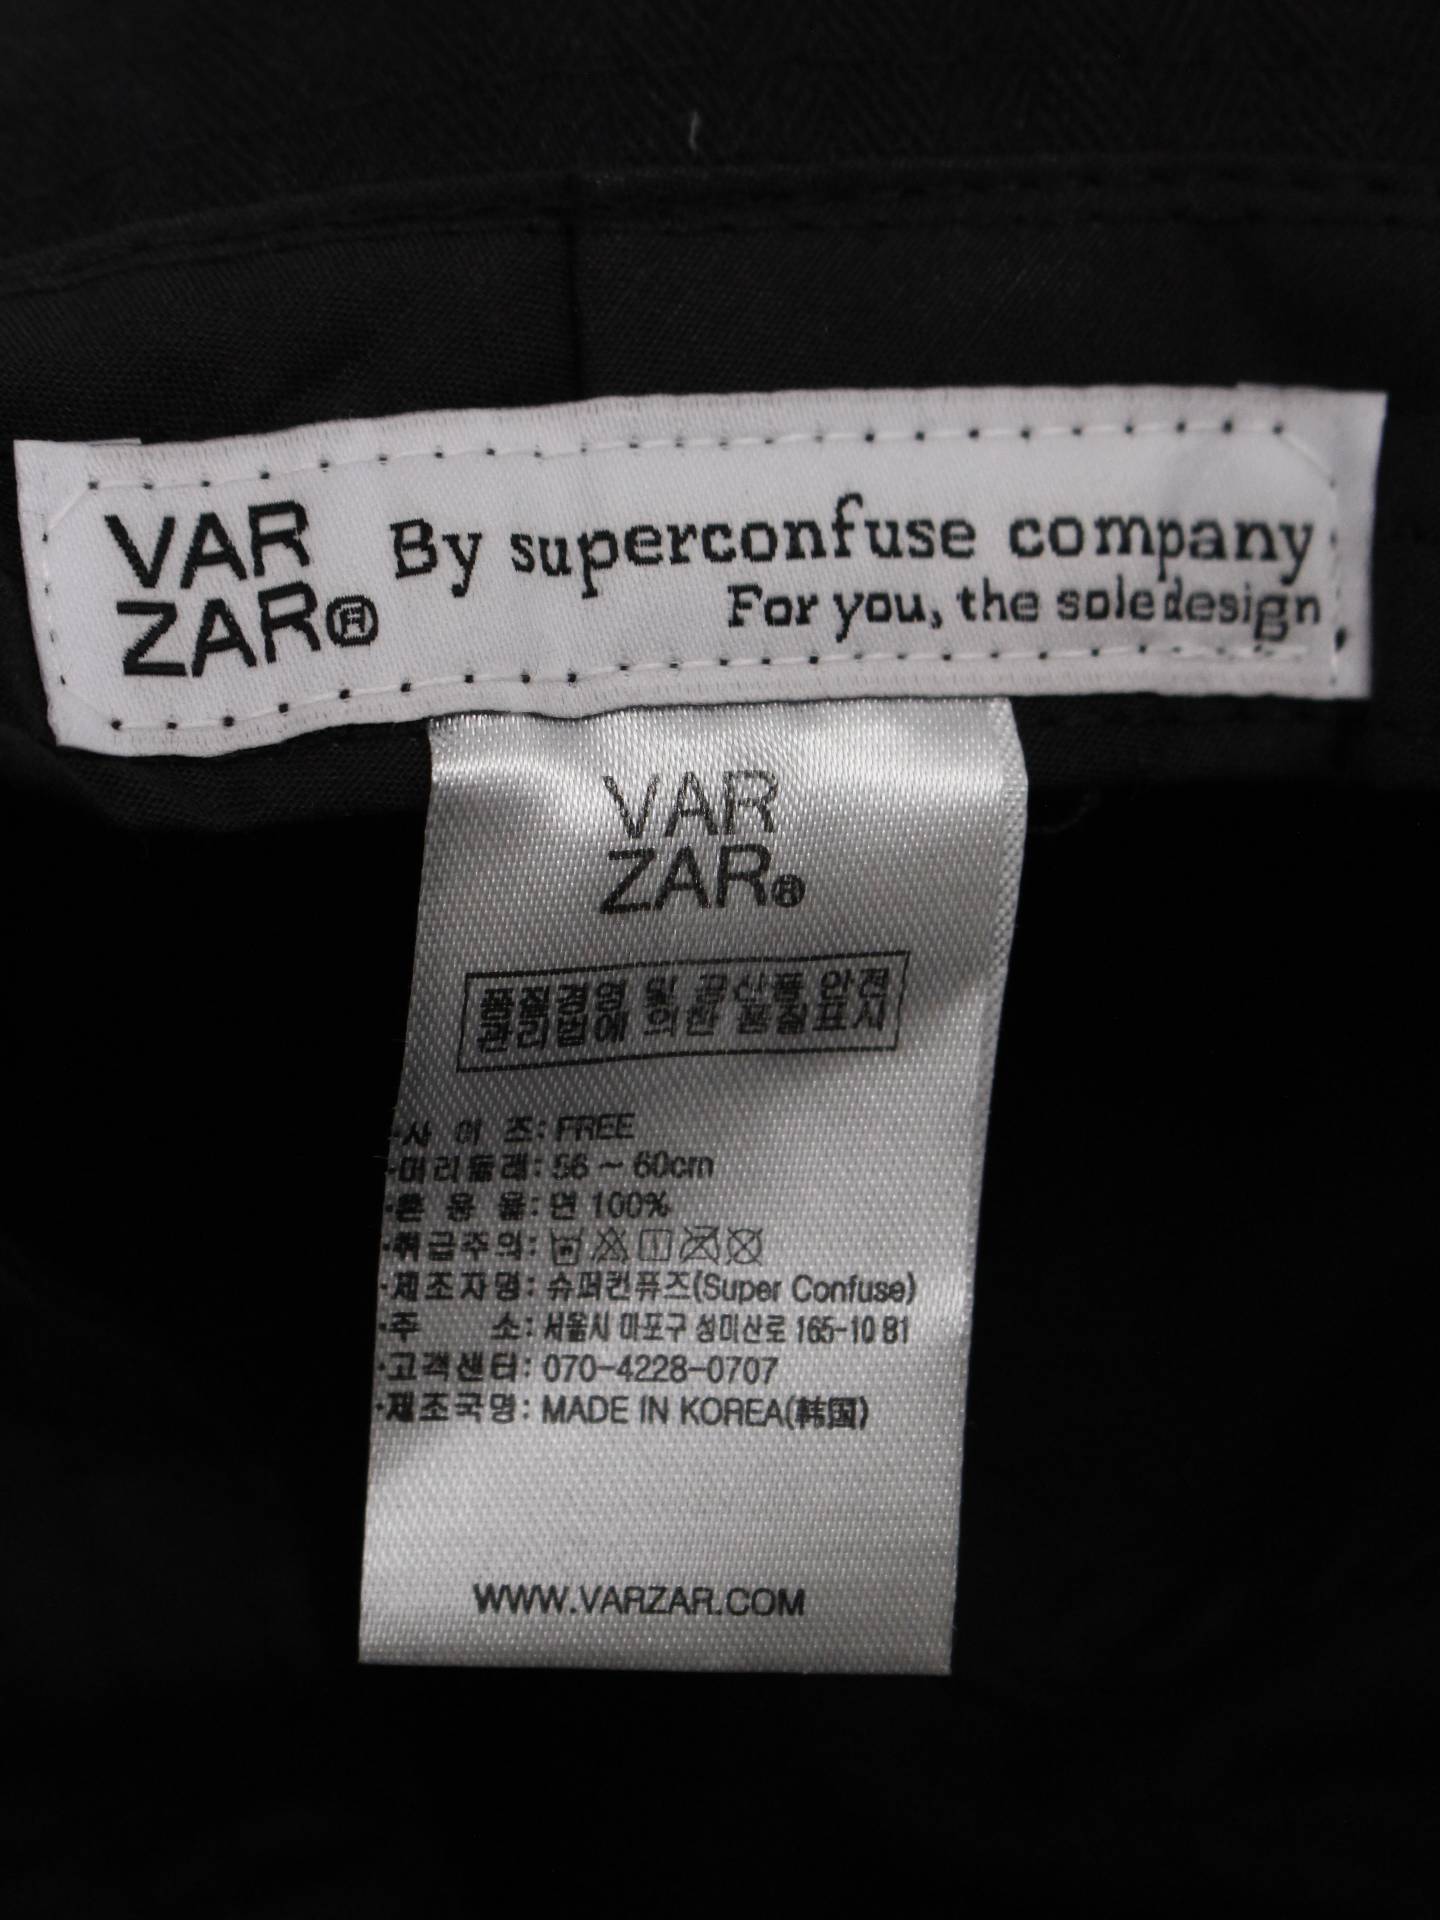 VAR
ZAR®
By superconfuse company
For you, the sole design
VAR
ZAR®
품질경영 및 공산품 안전
관리법에 의한 품질표시
·사 이 즈: FREE
·머리둘레: 56 ~ 60cm
·혼 용 율: 면 100%
·취급주의:
·제조자명: 슈퍼컨퓨즈(Super Confuse)
·주 소: 서울시 마포구 성미산로 165-10 B1
·고객센터: 070-4228-0707
·제조국명: MADE IN KOREA(韩国)
WWW.VARZAR.COM